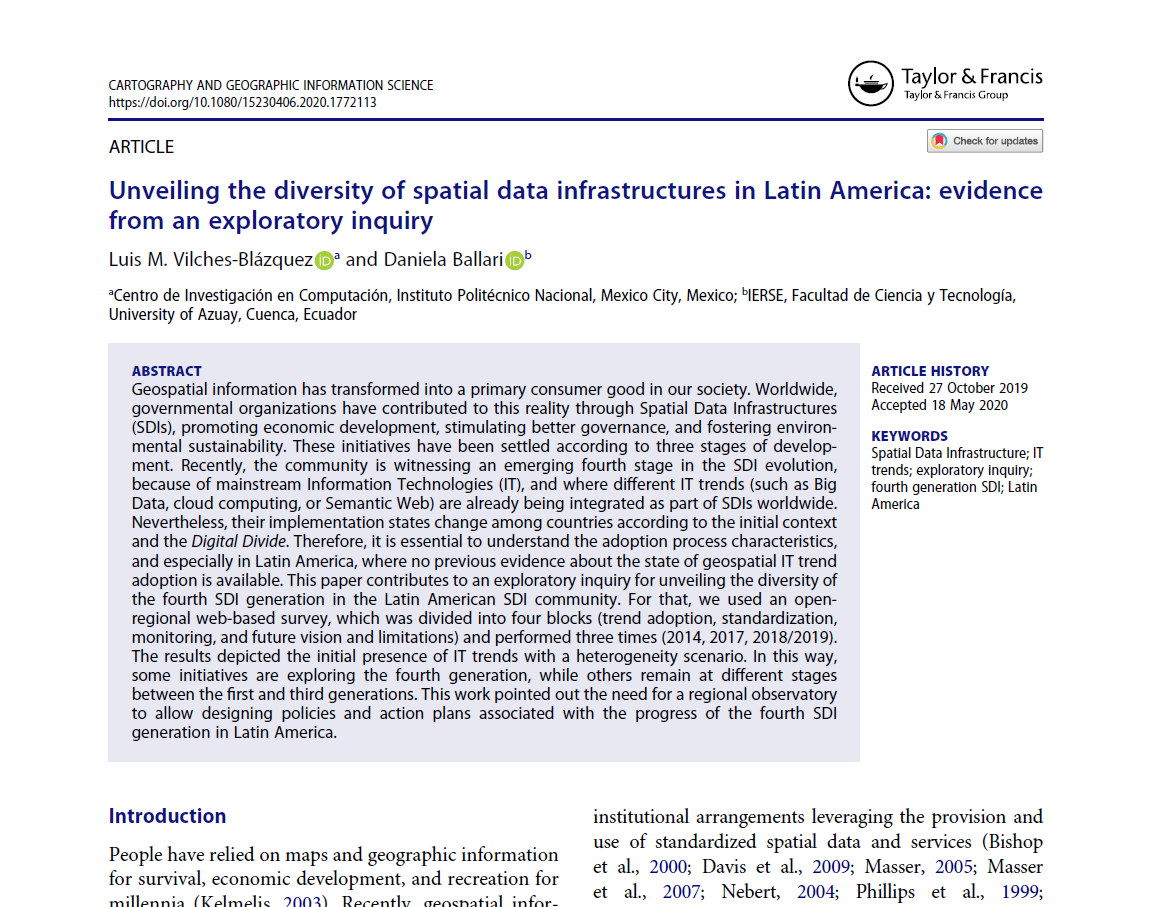 CARTOGRAPHY AND GEOGRAPHIC INFORMATION SCIENCE
https://doi.org/10.1080/15230406.2020.1772113
Taylor & Francis
Taylor & Francis Group
ARTICLE
Check for updates
Unveiling the diversity of spatial data infrastructures in Latin America: evidence
from an exploratory inquiry
Luis M. Vilches-Blázquez iD a and Daniela Ballari iD b
aCentro de Investigación en Computación, Instituto Politécnico Nacional, Mexico City, Mexico; bIERSE, Facultad de Ciencia y Tecnología,
University of Azuay, Cuenca, Ecuador
ABSTRACT
Geospatial information has transformed into a primary consumer good in our society. Worldwide,
governmental organizations have contributed to this reality through Spatial Data Infrastructures
(SDIs), promoting economic development, stimulating better governance, and fostering environ-
mental sustainability. These initiatives have been settled according to three stages of develop-
ment. Recently, the community is witnessing an emerging fourth stage in the SDI evolution,
because of mainstream Information Technologies (IT), and where different IT trends (such as Big
Data, cloud computing, or Semantic Web) are already being integrated as part of SDIs worldwide.
Nevertheless, their implementation states change among countries according to the initial context
and the Digital Divide. Therefore, it is essential to understand the adoption process characteristics,
and especially in Latin America, where no previous evidence about the state of geospatial IT trend
adoption is available. This paper contributes to an exploratory inquiry for unveiling the diversity of
the fourth SDI generation in the Latin American SDI community. For that, we used an open-
regional web-based survey, which was divided into four blocks (trend adoption, standardization,
monitoring, and future vision and limitations) and performed three times (2014, 2017, 2018/2019).
The results depicted the initial presence of IT trends with a heterogeneity scenario. In this way,
some initiatives are exploring the fourth generation, while others remain at different stages
between the first and third generations. This work pointed out the need for a regional observatory
to allow designing policies and action plans associated with the progress of the fourth SDI
generation in Latin America.
ARTICLE HISTORY
Received 27 October 2019
Accepted 18 May 2020
KEYWORDS
Spatial Data Infrastructure; IT
trends; exploratory inquiry;
fourth generation SDI; Latin
America
Introduction
People have relied on maps and geographic information
for survival, economic development, and recreation for
millennia (Kelmelis, 2003). Recently, geospatial infor-
institutional arrangements leveraging the provision and
use of standardized spatial data and services (Bishop
et al., 2000; Davis et al., 2009; Masser, 2005; Masser
et al., 2007; Nebert, 2004; Phillips et al., 1999;